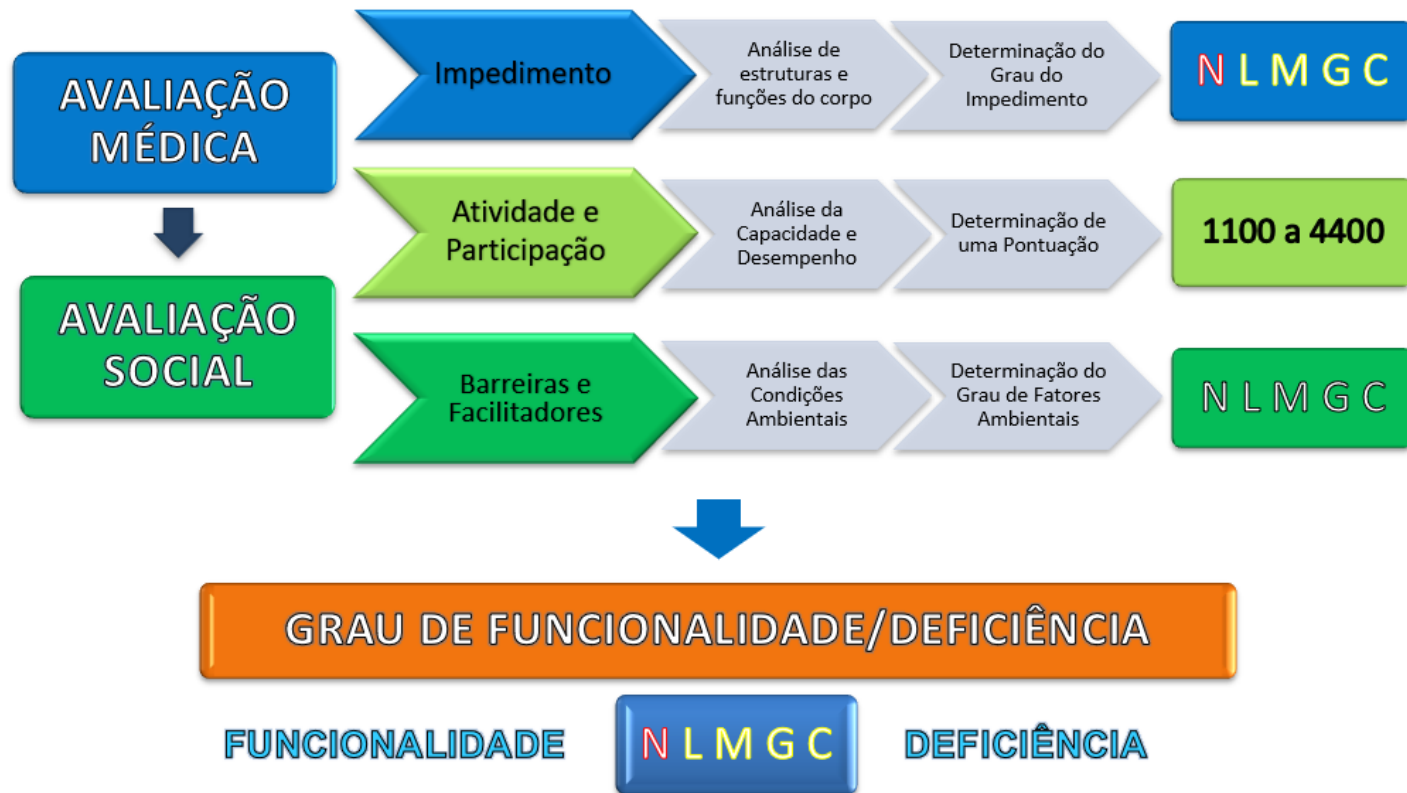 AVALIAÇÃO
MÉDICA
AVALIAÇÃO
SOCIAL
Impedimento
Análise de
estruturas e
funções do corpo
Determinação do
Grau do
Impedimento
N L M G C
Atividade e
Participação
Análise da
Capacidade e
Desempenho
Determinação de
uma Pontuação
1100 a 4400
Barreiras e
Facilitadores
Análise das
Condições
Ambientais
Determinação do
Grau de Fatores
Ambientais
N L M G C
GRAU DE FUNCIONALIDADE/DEFICIÊNCIA
FUNCIONALIDADE
N L M G C
DEFICIÊNCIA